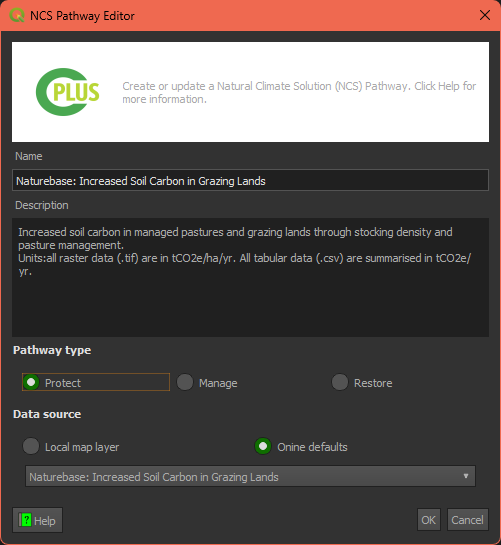 NCS Pathway Editor
CPLUS
Create or update a Natural Climate Solution (NCS) Pathway. Click Help for
more information.
Name
Naturebase: Increased Soil Carbon in Grazing Lands
Description
Increased soil carbon in managed pastures and grazing lands through stocking density and
pasture management.
Units:all raster data (.tif) are in tCO2e/ha/yr. All tabular data (.csv) are summarised in tCO2e/
yr.
Pathway type
Protect
Manage
Restore
Data source
Local map layer
Onine defaults
Naturebase: Increased Soil Carbon in Grazing Lands
? Help
OK
Cancel